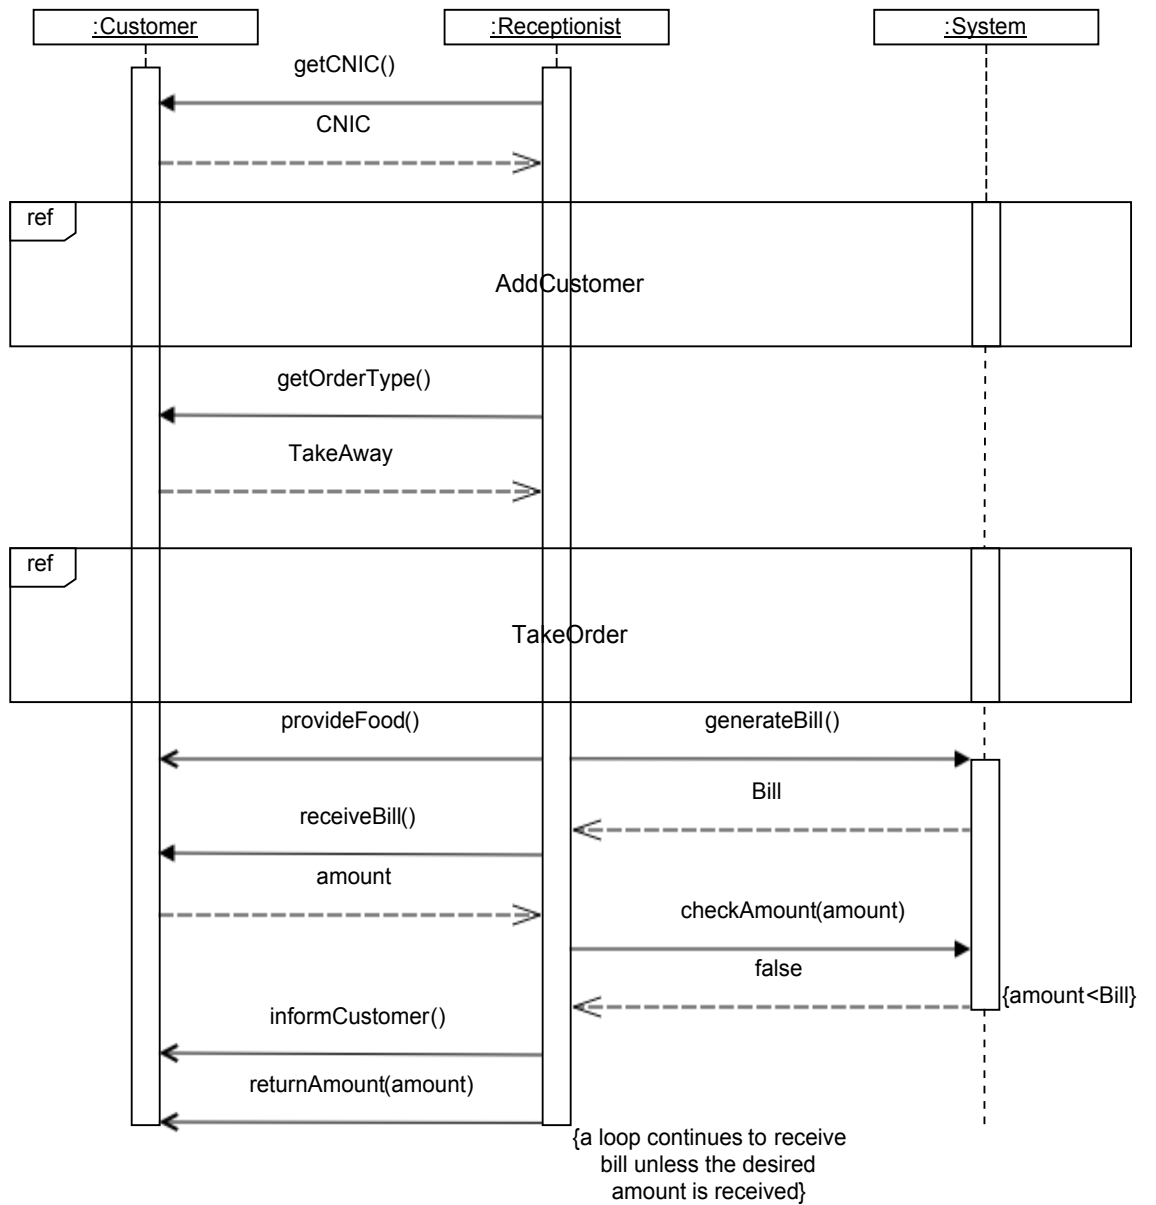 :Customer
:Receptionist
:System
getCNIC()
CNIC
ref
AddCustomer
getOrderType()
TakeAway
ref
TakeOrder
provideFood()
generateBill()
Bill
receiveBill()
amount
checkAmount(amount)
false
{amount<Bill}
informCustomer()
returnAmount(amount)
{a loop continues to receive
bill unless the desired
amount is received}